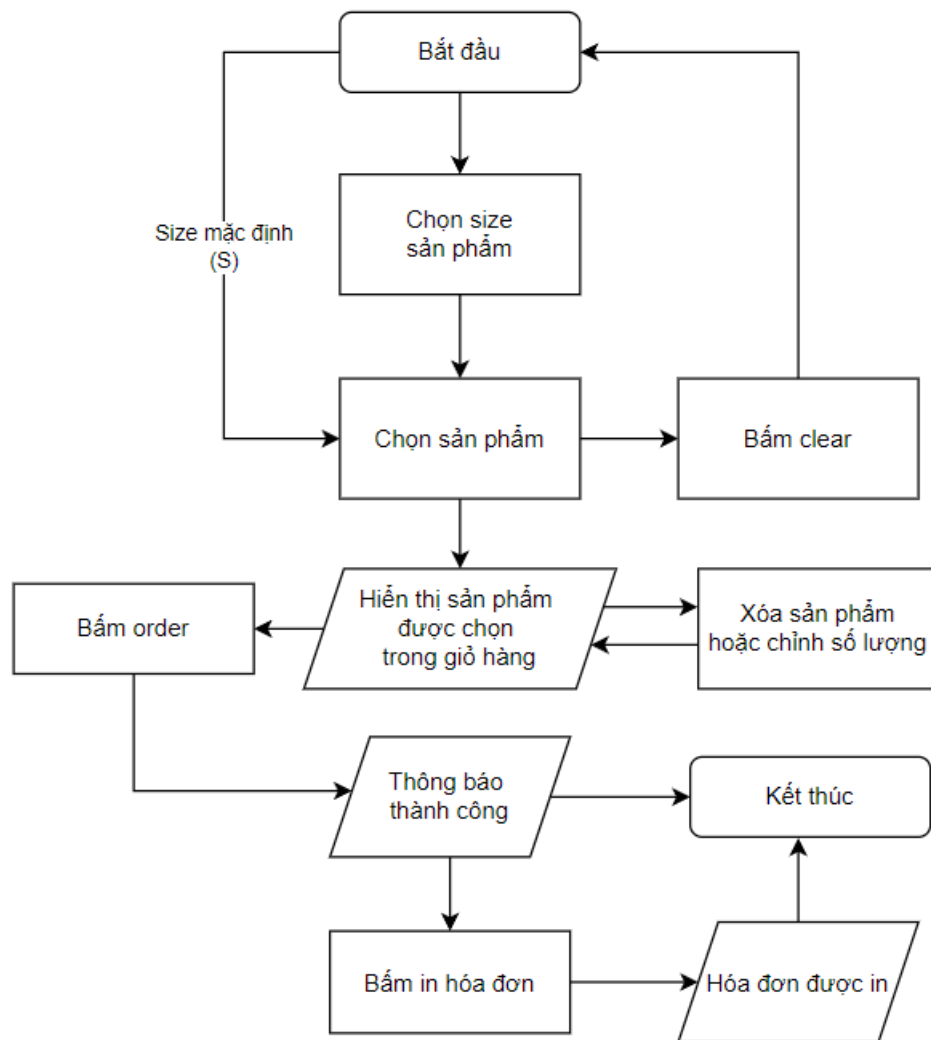 Bắt đầu
Size mặc định
(S)
Chọn size
sản phẩm
Chọn sản phẩm
Bấm clear
Bấm order
Hiển thị sản phẩm
được chọn
trong giỏ hàng
Xóa sản phẩm
hoặc chỉnh số lượng
Thông báo
thành công
Kết thúc
Bấm in hóa đơn
Hóa đơn được in